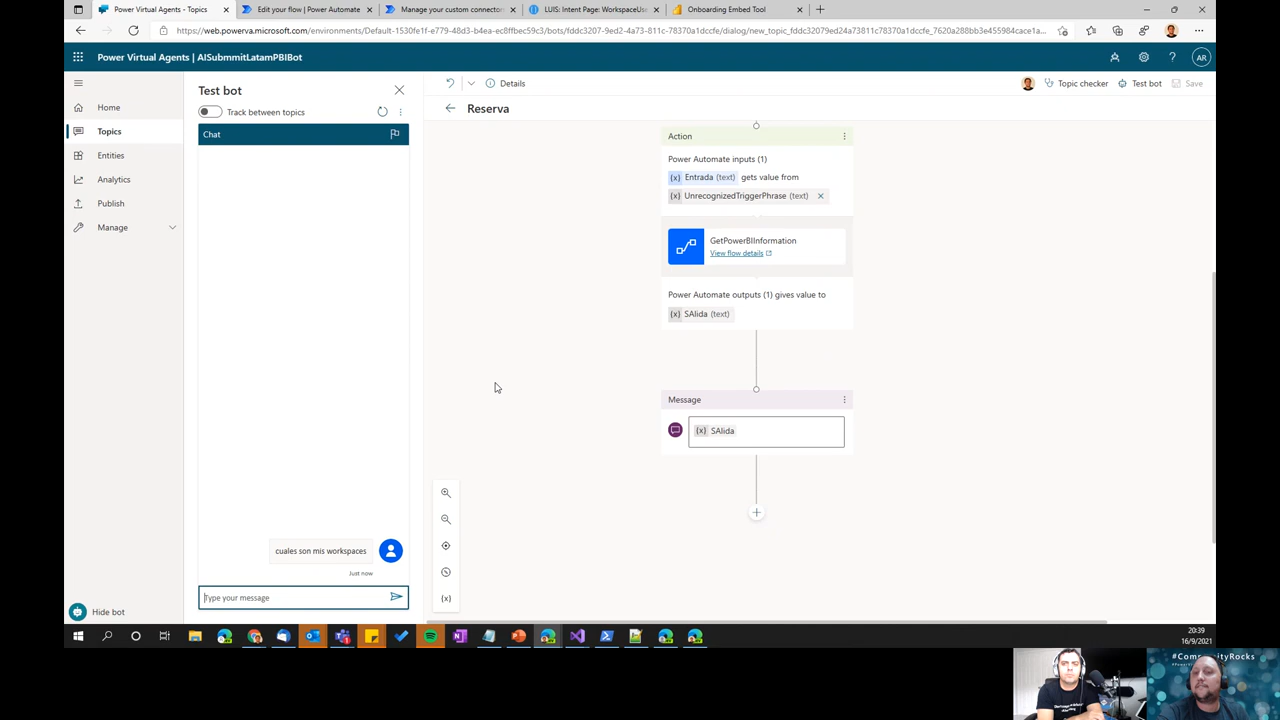 Power Virtual Agents - Topics
Edit your flow | Power Automate
Manage your custom connector
LUIS: Intent Page: WorkspaceUse
Onboarding Embed Tool
Power Virtual Agents | AISubmmitLatamPBIBot
AR
Home
Topics
Entities
Analytics
Publish
Manage
Hide bot
Test bot
Track between topics
Chat
cuales son mis workspaces
Just now
Type your message
Details
Topic checker
Test bot
Save
Reserva
Action
Power Automate inputs (1)
{x} Entrada (text) gets value from
{x} UnrecognizedTriggerPhrase (text)
GetPowerBIInformation
View flow details
Power Automate outputs (1) gives value to
{x} SAlida (text)
Message
{x} SAlida
{x}
20:39
16/9/2021